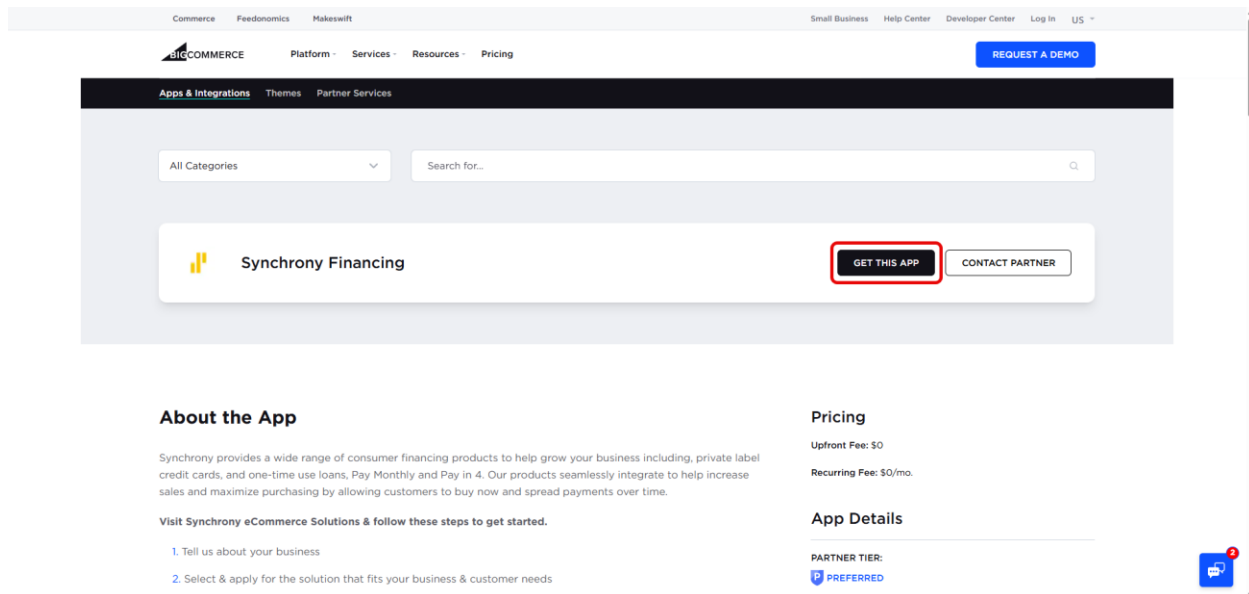 Commerce Feedonomics Makeswift Small Business Help Center Developer Center Log In US
BIGCOMMERCE Platform Services Resources Pricing REQUEST A DEMO
Apps & Integrations Themes Partner Services
All Categories Search for...
Synchrony Financing GET THIS APP CONTACT PARTNER
About the App
Synchrony provides a wide range of consumer financing products to help grow your business including, private label
credit cards, and one-time use loans, Pay Monthly and Pay in 4. Our products seamlessly integrate to help increase
sales and maximize purchasing by allowing customers to buy now and spread payments over time.
Visit Synchrony eCommerce Solutions & follow these steps to get started.
1. Tell us about your business
2. Select & apply for the solution that fits your business & customer needs
Pricing
Upfront Fee: $0
Recurring Fee: $0/mo.
App Details
PARTNER TIER:
P PREFERRED
2